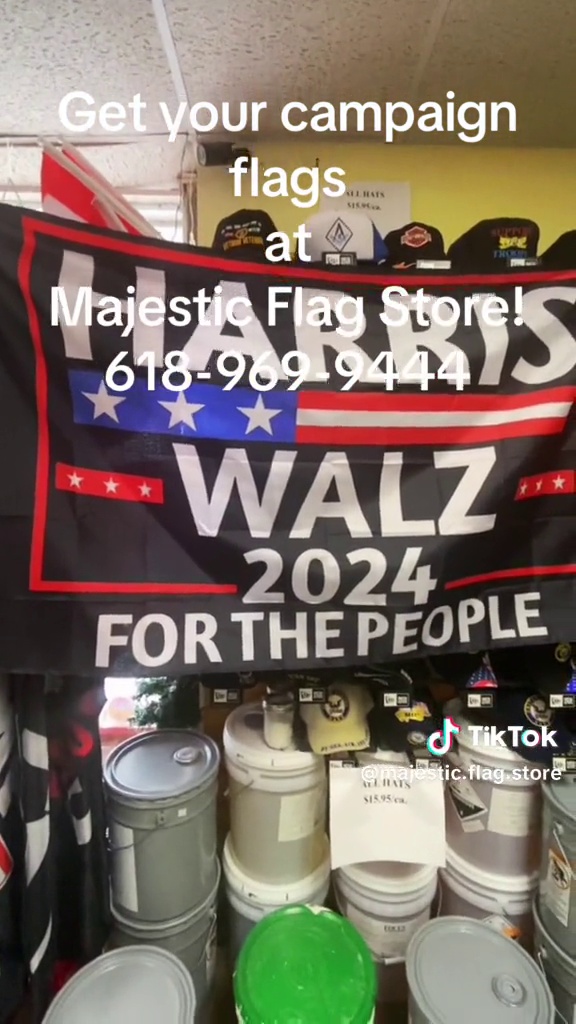 Get your campaign
flags
at
Majestic Flag Store!
618-969-9444
ALL HATS
$15.95/ea.
HARRIS
WALZ
2024
FOR THE PEOPLE
TikTok
@majestic.flag.store
ALL HATS
$15.95/ea.